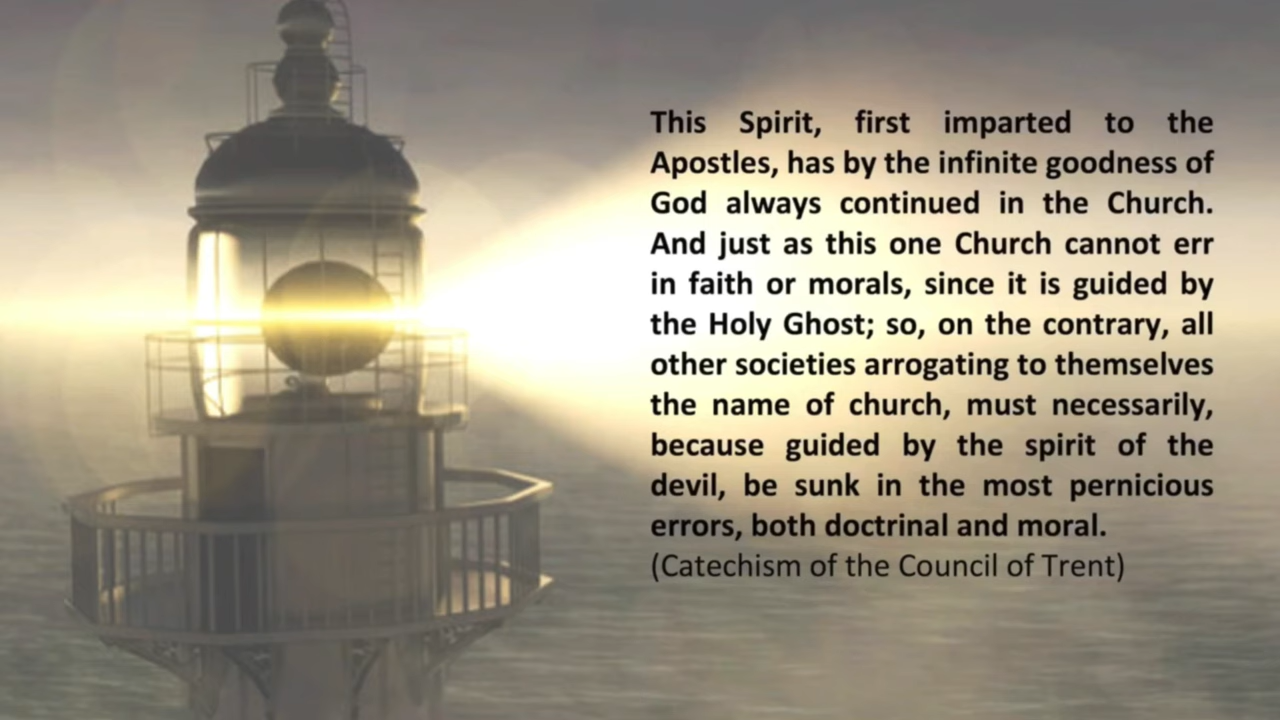 This Spirit, first imparted to the
Apostles, has by the infinite goodness of
God always continued in the Church.
And just as this one Church cannot err
in faith or morals, since it is guided by
the Holy Ghost; so, on the contrary, all
other societies arrogating to themselves
the name of church, must necessarily,
because guided by the spirit of the
devil, be sunk in the most pernicious
errors, both doctrinal and moral.
(Catechism of the Council of Trent)